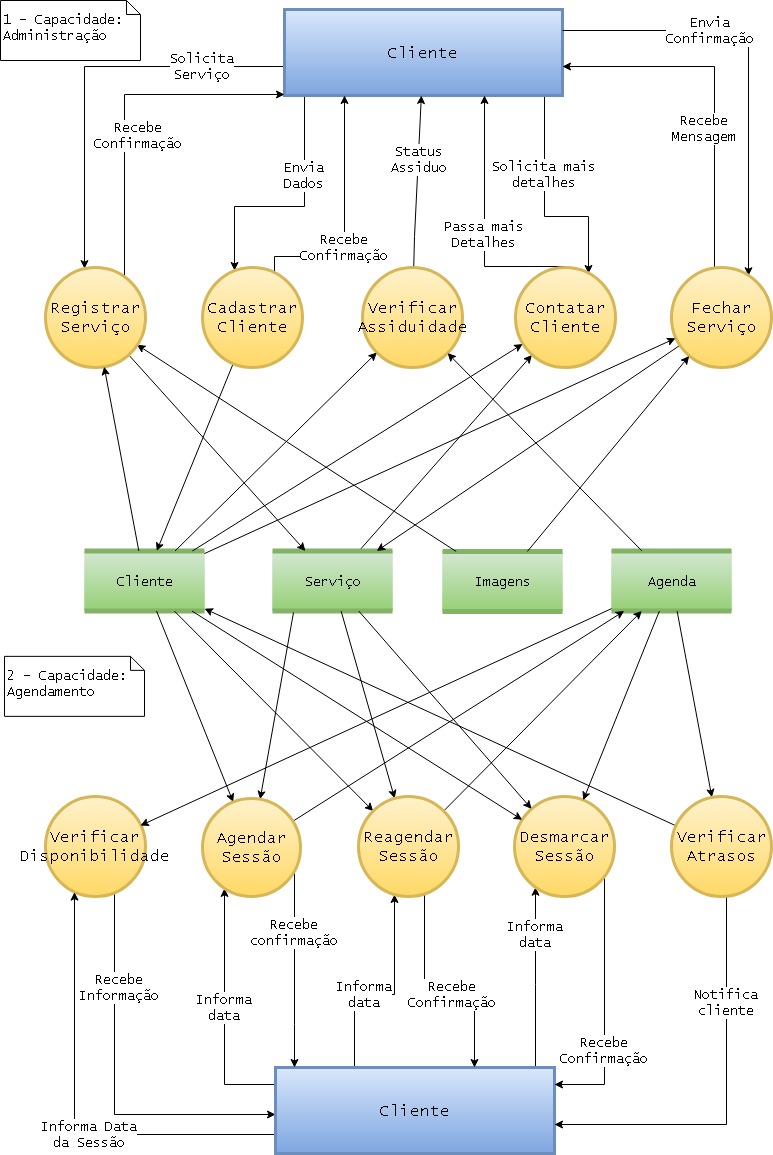 1 - Capacidade:
Administração
Cliente
Envia
Confirmação
Solicita
Serviço
Recebe
Confirmação
Envia
Dados
Recebe
Confirmação
Status
Assiduo
Passa mais
Detalhes
Solicita mais
detalhes
Recebe
Mensagem
Registrar
Serviço
Cadastrar
Cliente
Verificar
Assiduidade
Contatar
Cliente
Fechar
Serviço
Cliente
Serviço
Imagens
Agenda
2 - Capacidade:
Agendamento
Verificar
Disponibilidade
Agendar
Sessão
Reagendar
Sessão
Desmarcar
Sessão
Verificar
Atrasos
Recebe
Informação
Informa
data
Recebe
confirmação
Informa
data
Recebe
Confirmação
Informa
data
Recebe
Confirmação
Notifica
cliente
Informa Data
da Sessão
Cliente